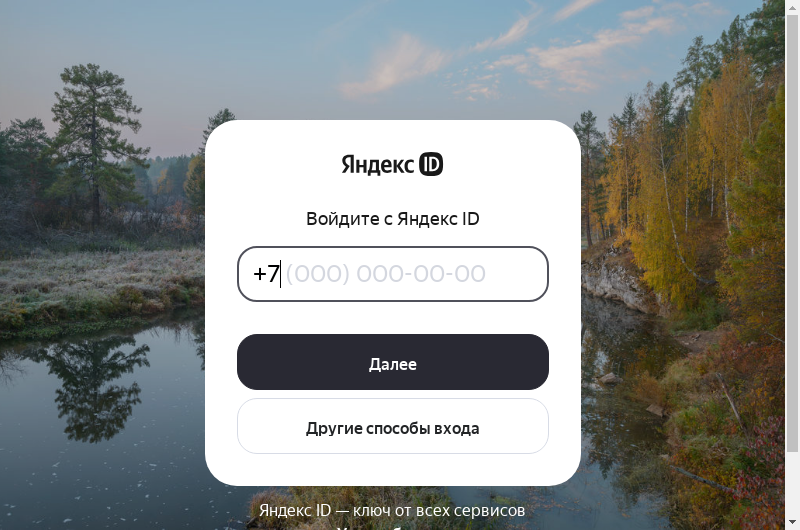 Яндекс ID
Войдите с Яндекс ID
+7 (000) 000-00-00
Далее
Другие способы входа
Яндекс ID — ключ от всех сервисов